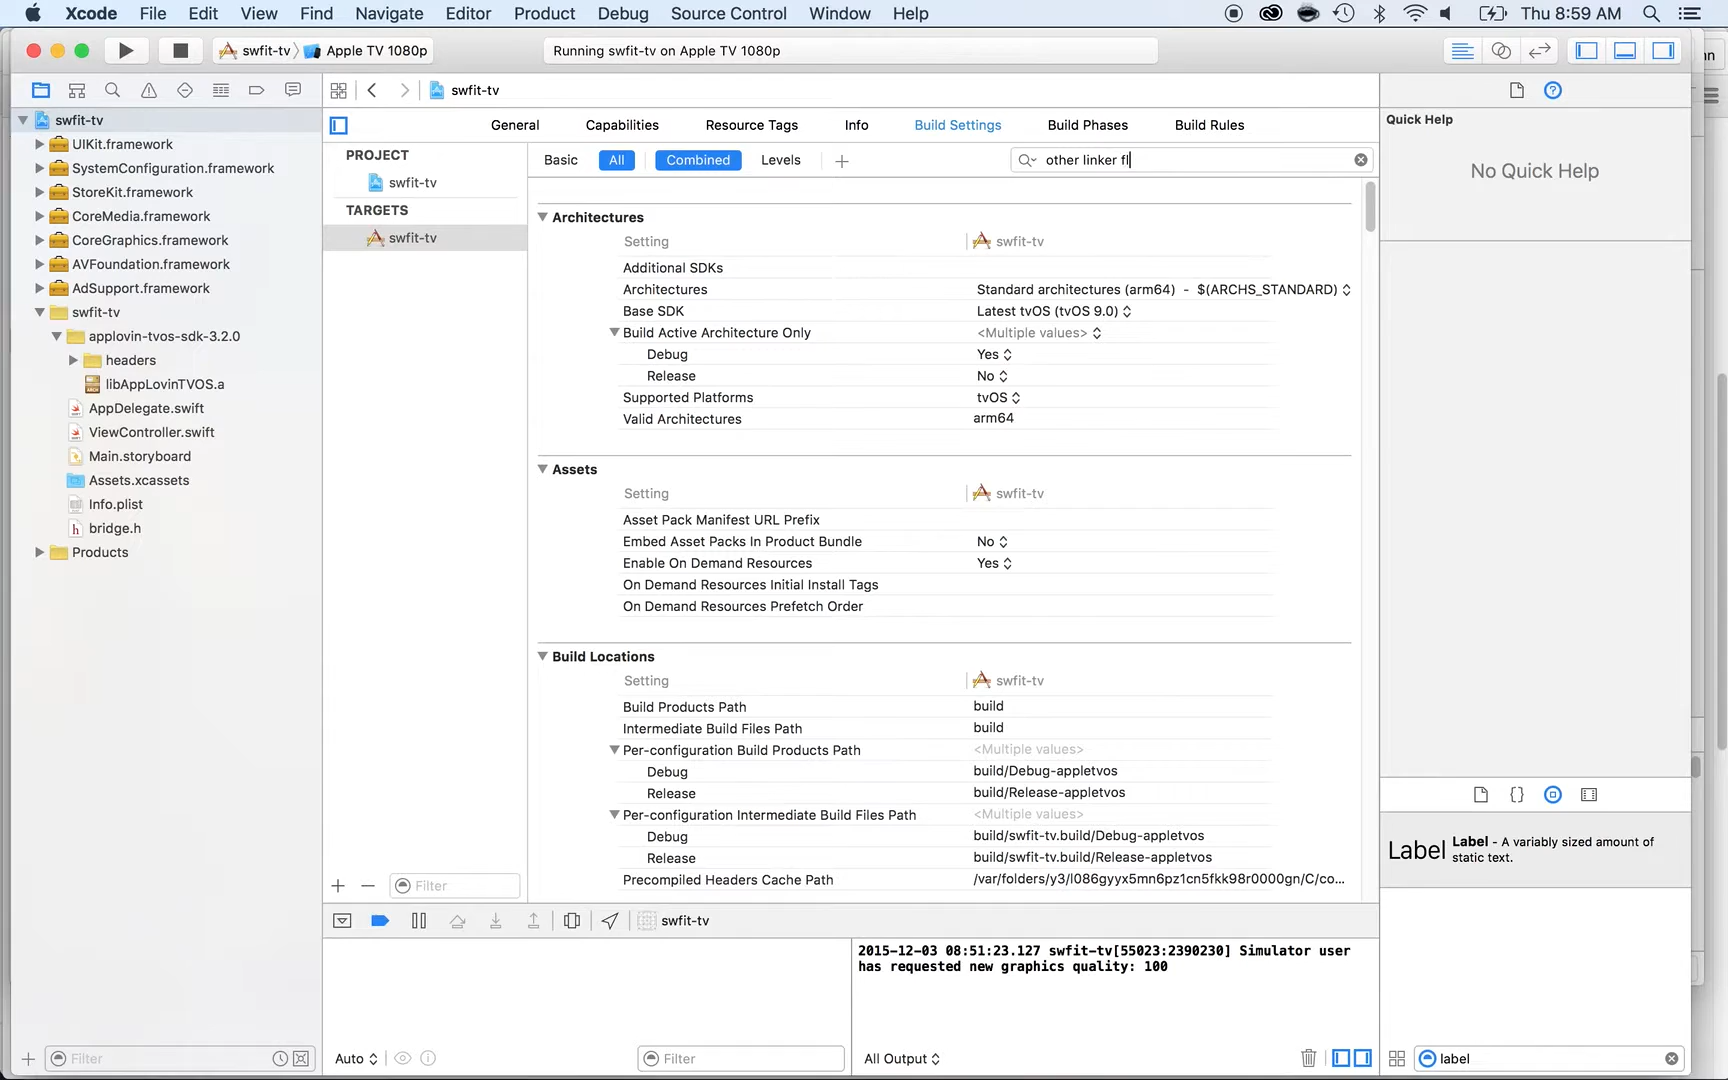 Xcode File Edit View Find Navigate Editor Product Debug Source Control Window Help Thu 8:59 AM
swfit-tv Apple TV 1080p Running swfit-tv on Apple TV 1080p
swfit-tv
swfit-tv
UIKit.framework
SystemConfiguration.framework
StoreKit.framework
CoreMedia.framework
CoreGraphics.framework
AVFoundation.framework
AdSupport.framework
swfit-tv
applovin-tvos-sdk-3.2.0
headers
libAppLovinTVOS.a
AppDelegate.swift
ViewController.swift
Main.storyboard
Assets.xcassets
Info.plist
h bridge.h
Products
Filter
General Capabilities Resource Tags Info Build Settings Build Phases Build Rules
PROJECT
swfit-tv
TARGETS
swfit-tv
Filter
Basic All Combined Levels + other linker fl
Architectures
Setting swfit-tv
Additional SDKs
Architectures Standard architectures (arm64) - $(ARCHS_STANDARD)
Base SDK Latest tvOS (tvOS 9.0)
Build Active Architecture Only <Multiple values>
Debug Yes
Release No
Supported Platforms tvOS
Valid Architectures arm64
Assets
Setting swfit-tv
Asset Pack Manifest URL Prefix
Embed Asset Packs In Product Bundle No
Enable On Demand Resources Yes
On Demand Resources Initial Install Tags
On Demand Resources Prefetch Order
Build Locations
Setting swfit-tv
Build Products Path build
Intermediate Build Files Path build
Per-configuration Build Products Path <Multiple values>
Debug build/Debug-appletvos
Release build/Release-appletvos
Per-configuration Intermediate Build Files Path <Multiple values>
Debug build/swfit-tv.build/Debug-appletvos
Release build/swfit-tv.build/Release-appletvos
Precompiled Headers Cache Path /var/folders/y3/l086gyyx5mn6pz1cn5fkk98r0000gn/C/co...
swfit-tv
2015-12-03 08:51:23.127 swfit-tv[55023:2390230] Simulator user
has requested new graphics quality: 100
Auto Filter All Output
Quick Help
No Quick Help
Label Label - A variably sized amount of
static text.
label